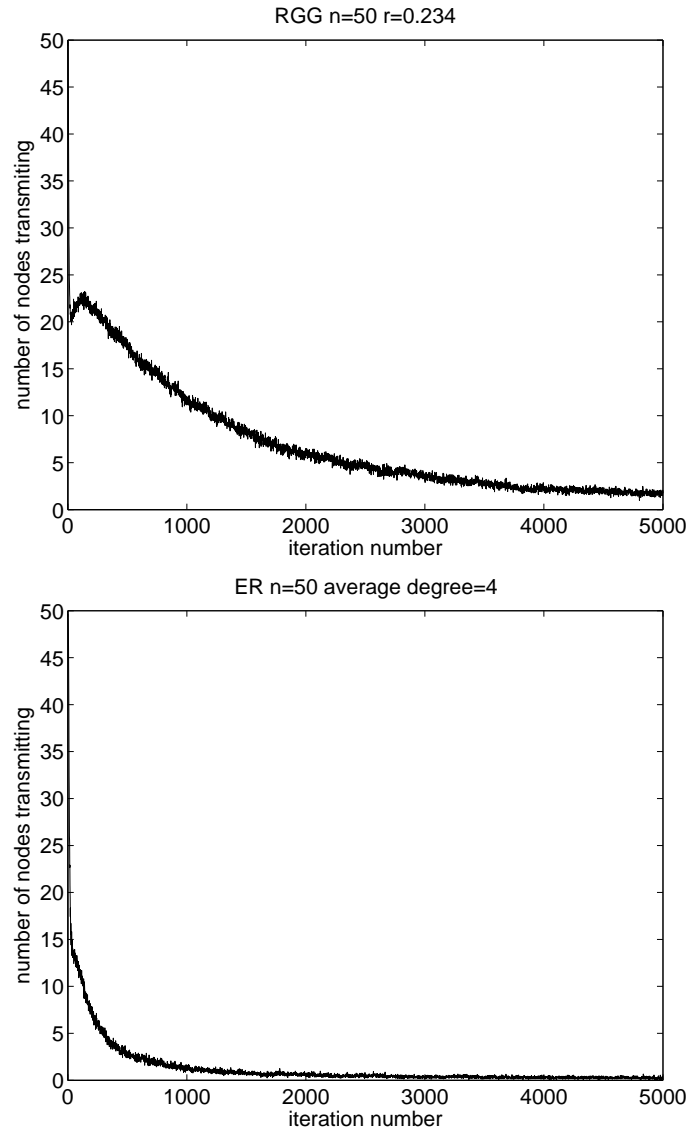 RGG n=50 r=0.234
50
45
40
35
30
25
20
15
10
5
0
number of nodes transmiting
0 1000 2000 3000 4000 5000
iteration number
ER n=50 average degree=4
50
45
40
35
30
25
20
15
10
5
0
number of nodes transmitting
0 1000 2000 3000 4000 5000
iteration number